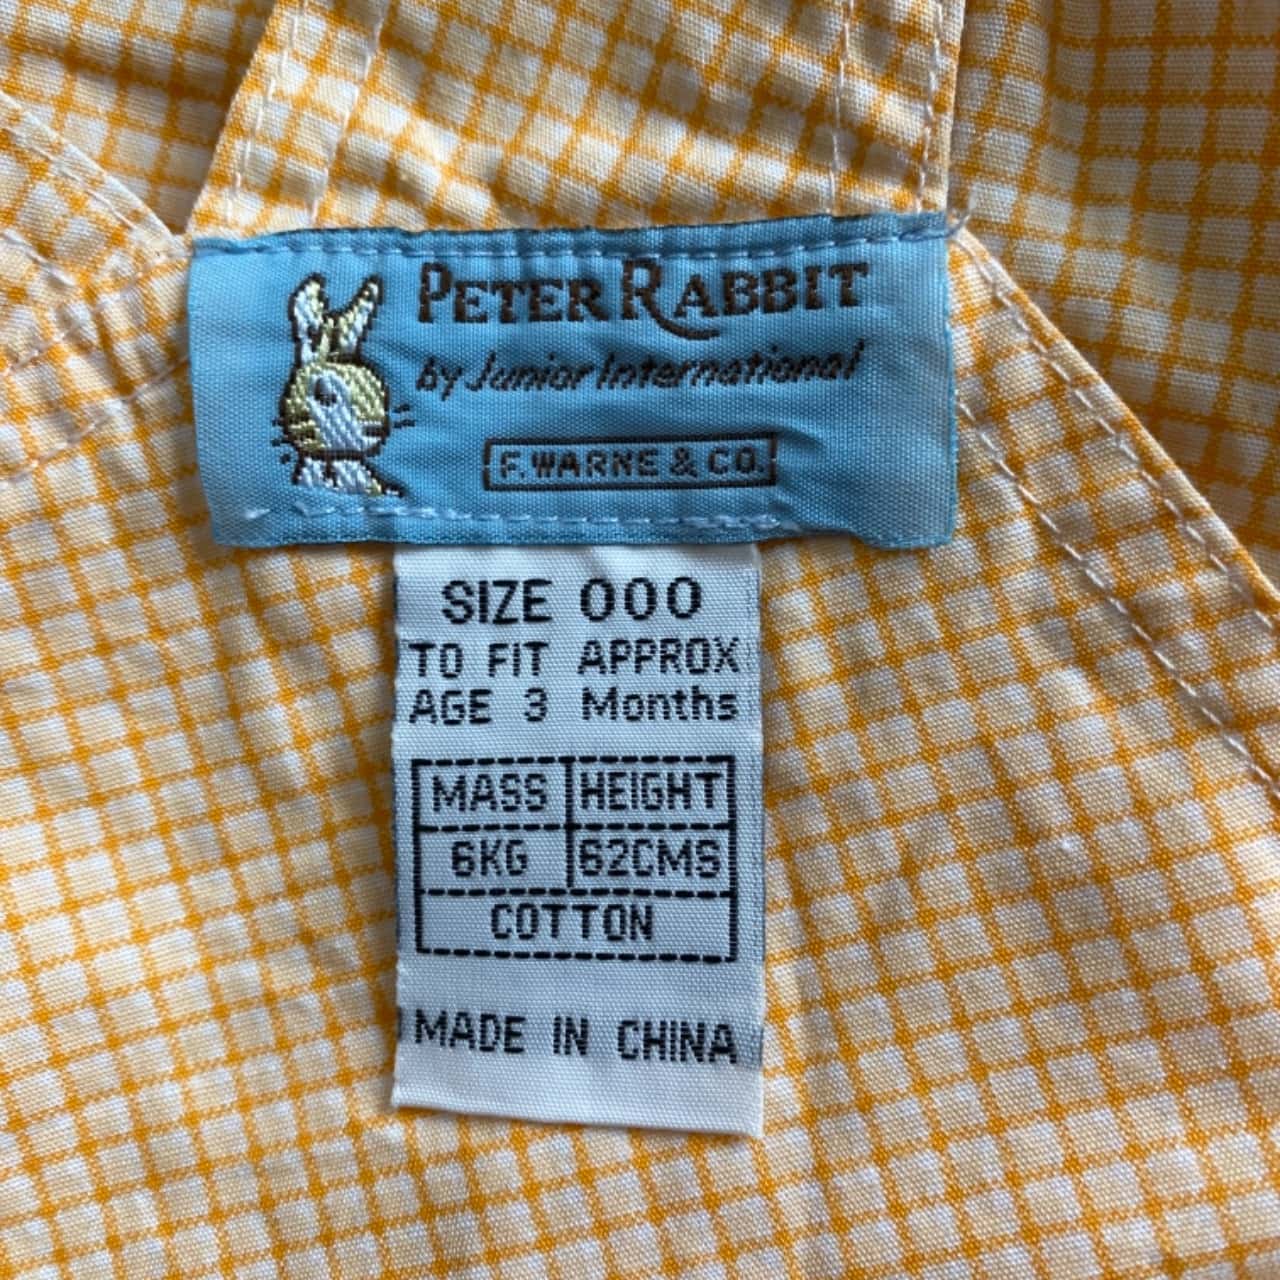 PETER RABBIT
by Junior International
F. WARNE & CO.
SIZE 000
TO FIT APPROX
AGE 3 Months
MASS HEIGHT
6KG 62CMS
COTTON
MADE IN CHINA